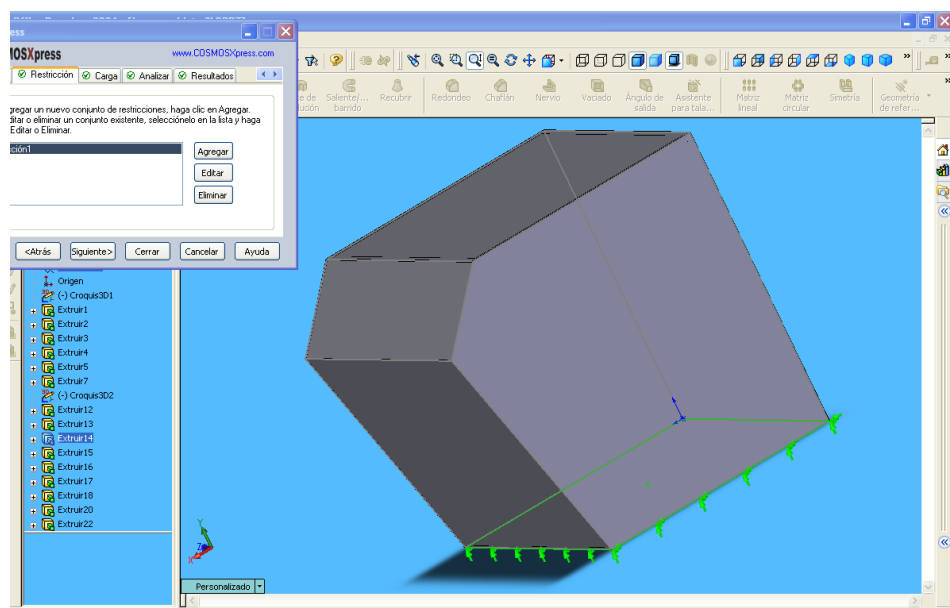 ess
MOSXpress www.COSMOSXpress.com
Restricción Carga Analizar Resultados
gregar un nuevo conjunto de restricciones, haga clic en Agregar.
ditar o eliminar un conjunto existente, selecciónelo en la lista y haga
Editar o Eliminar.
cción1
Agregar
Editar
Eliminar
<Atrás Siguiente> Cerrar Cancelar Ayuda
Saliente/... barrido
Recubrir
Redondeo
Chaflán
Nervio
Vaciado
Ángulo de salida
Asistente para tala...
Matriz lineal
Matriz circular
Simetría
Geometría de refer...
Origen
(-) Croquis3D1
Extruir1
Extruir2
Extruir3
Extruir4
Extruir5
Extruir7
(-) Croquis3D2
Extruir12
Extruir13
Extruir14
Extruir15
Extruir16
Extruir17
Extruir18
Extruir20
Extruir22
Y
Z
X
Personalizado